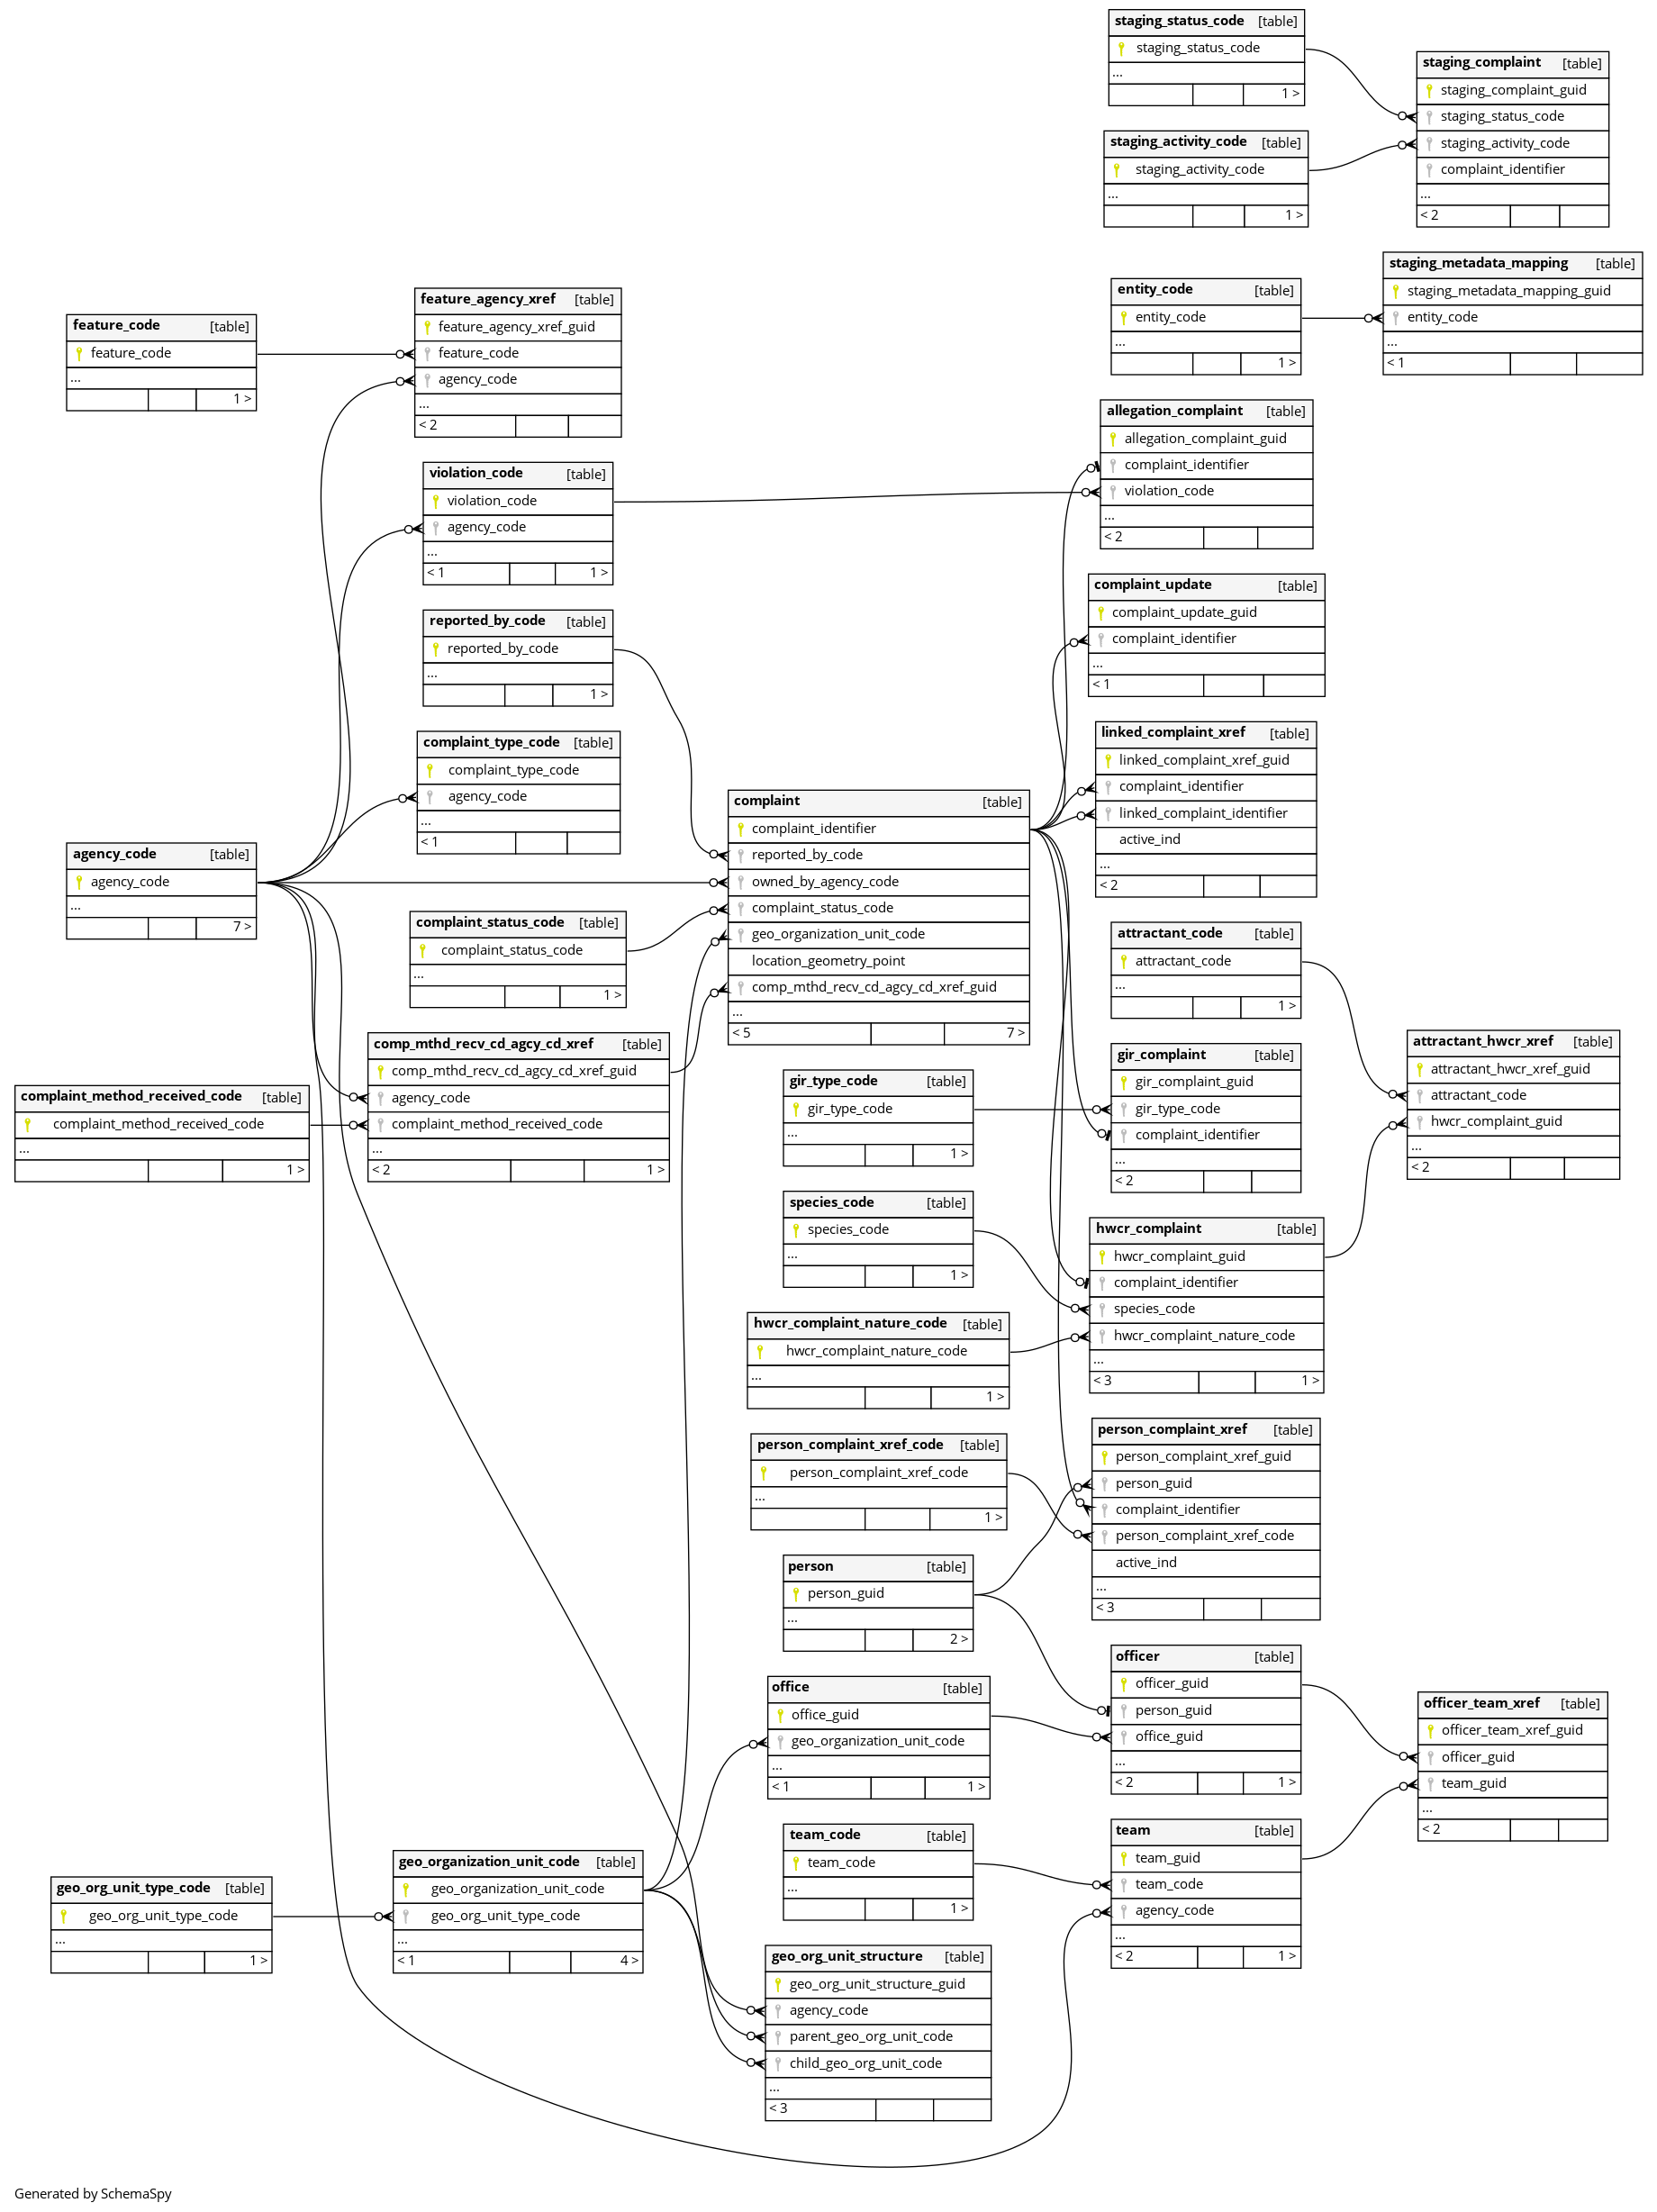 staging_status_code [table]
staging_status_code
...
1 >
staging_complaint [table]
staging_complaint_guid
staging_status_code
staging_activity_code
complaint_identifier
...
< 2
staging_activity_code [table]
staging_activity_code
...
1 >
staging_metadata_mapping [table]
staging_metadata_mapping_guid
entity_code
...
< 1
entity_code [table]
entity_code
...
1 >
feature_agency_xref [table]
feature_agency_xref_guid
feature_code
agency_code
...
< 2
feature_code [table]
feature_code
...
1 >
allegation_complaint [table]
allegation_complaint_guid
complaint_identifier
violation_code
...
< 2
violation_code [table]
violation_code
agency_code
...
< 1 1 >
complaint_update [table]
complaint_update_guid
complaint_identifier
...
< 1
reported_by_code [table]
reported_by_code
...
1 >
linked_complaint_xref [table]
linked_complaint_xref_guid
complaint_identifier
linked_complaint_identifier
active_ind
...
< 2
complaint_type_code [table]
complaint_type_code
agency_code
...
< 1
complaint [table]
complaint_identifier
reported_by_code
owned_by_agency_code
complaint_status_code
geo_organization_unit_code
location_geometry_point
comp_mthd_recv_cd_agcy_cd_xref_guid
...
< 5 7 >
agency_code [table]
agency_code
...
7 >
complaint_status_code [table]
complaint_status_code
...
1 >
attractant_code [table]
attractant_code
...
1 >
comp_mthd_recv_cd_agcy_cd_xref [table]
comp_mthd_recv_cd_agcy_cd_xref_guid
agency_code
complaint_method_received_code
...
< 2 1 >
complaint_method_received_code [table]
complaint_method_received_code
...
1 >
gir_type_code [table]
gir_type_code
...
1 >
gir_complaint [table]
gir_complaint_guid
gir_type_code
complaint_identifier
...
< 2
attractant_hwcr_xref [table]
attractant_hwcr_xref_guid
attractant_code
hwcr_complaint_guid
...
< 2
species_code [table]
species_code
...
1 >
hwcr_complaint [table]
hwcr_complaint_guid
complaint_identifier
species_code
hwcr_complaint_nature_code
...
< 3 1 >
hwcr_complaint_nature_code [table]
hwcr_complaint_nature_code
...
1 >
person_complaint_xref_code [table]
person_complaint_xref_code
...
1 >
person_complaint_xref [table]
person_complaint_xref_guid
person_guid
complaint_identifier
person_complaint_xref_code
active_ind
...
< 3
person [table]
person_guid
...
2 >
office [table]
office_guid
geo_organization_unit_code
...
< 1 1 >
officer [table]
officer_guid
person_guid
office_guid
...
< 2 1 >
officer_team_xref [table]
officer_team_xref_guid
officer_guid
team_guid
...
< 2
team_code [table]
team_code
...
1 >
team [table]
team_guid
team_code
agency_code
...
< 2 1 >
geo_org_unit_type_code [table]
geo_org_unit_type_code
...
1 >
geo_organization_unit_code [table]
geo_organization_unit_code
geo_org_unit_type_code
...
< 1 4 >
geo_org_unit_structure [table]
geo_org_unit_structure_guid
agency_code
parent_geo_org_unit_code
child_geo_org_unit_code
...
< 3
Generated by SchemaSpy